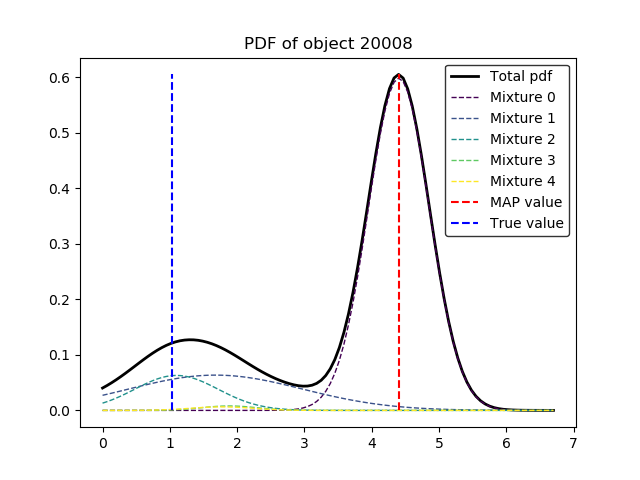 PDF of object 20008
Total pdf
Mixture 0
Mixture 1
Mixture 2
Mixture 3
Mixture 4
MAP value
True value
0.6
0.5
0.4
0.3
0.2
0.1
0.0
0 1 2 3 4 5 6 7